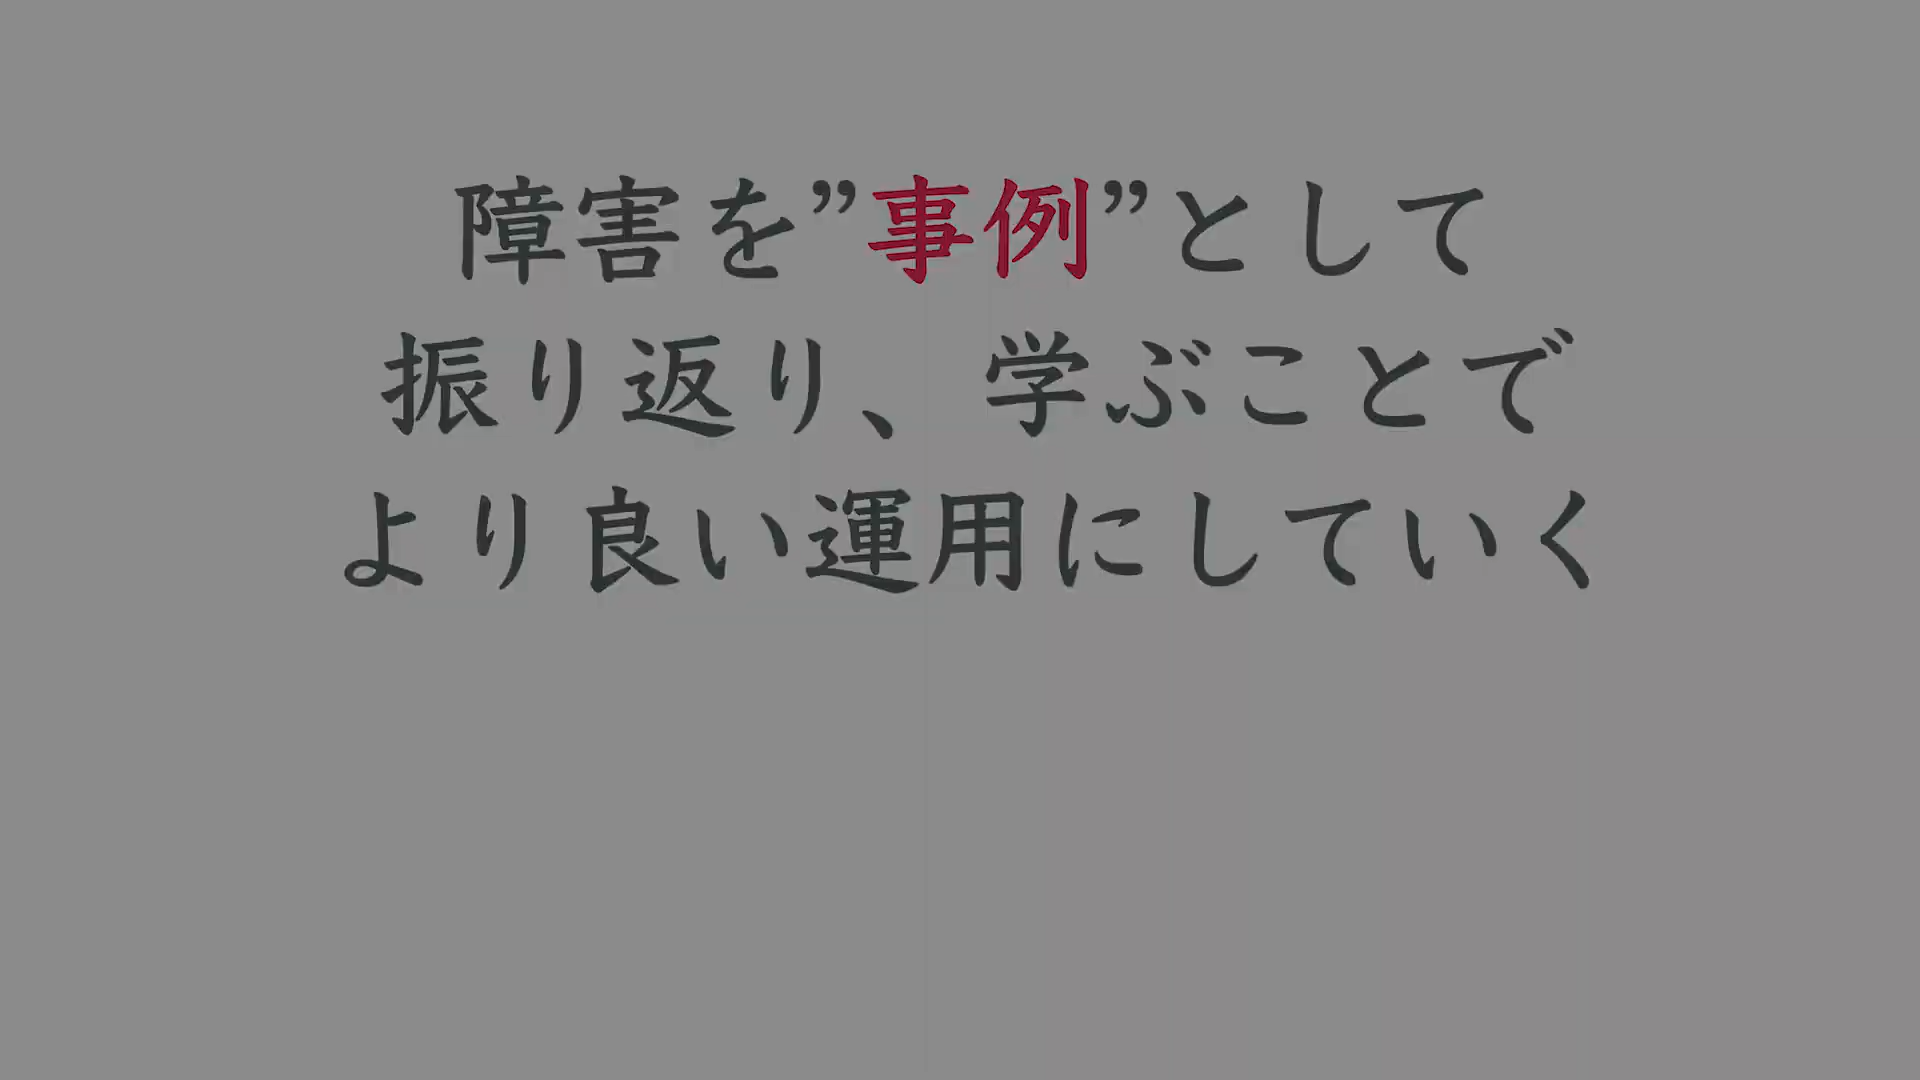 障害を”事例”として
振り返り、学ぶことで
より良い運用にしていく